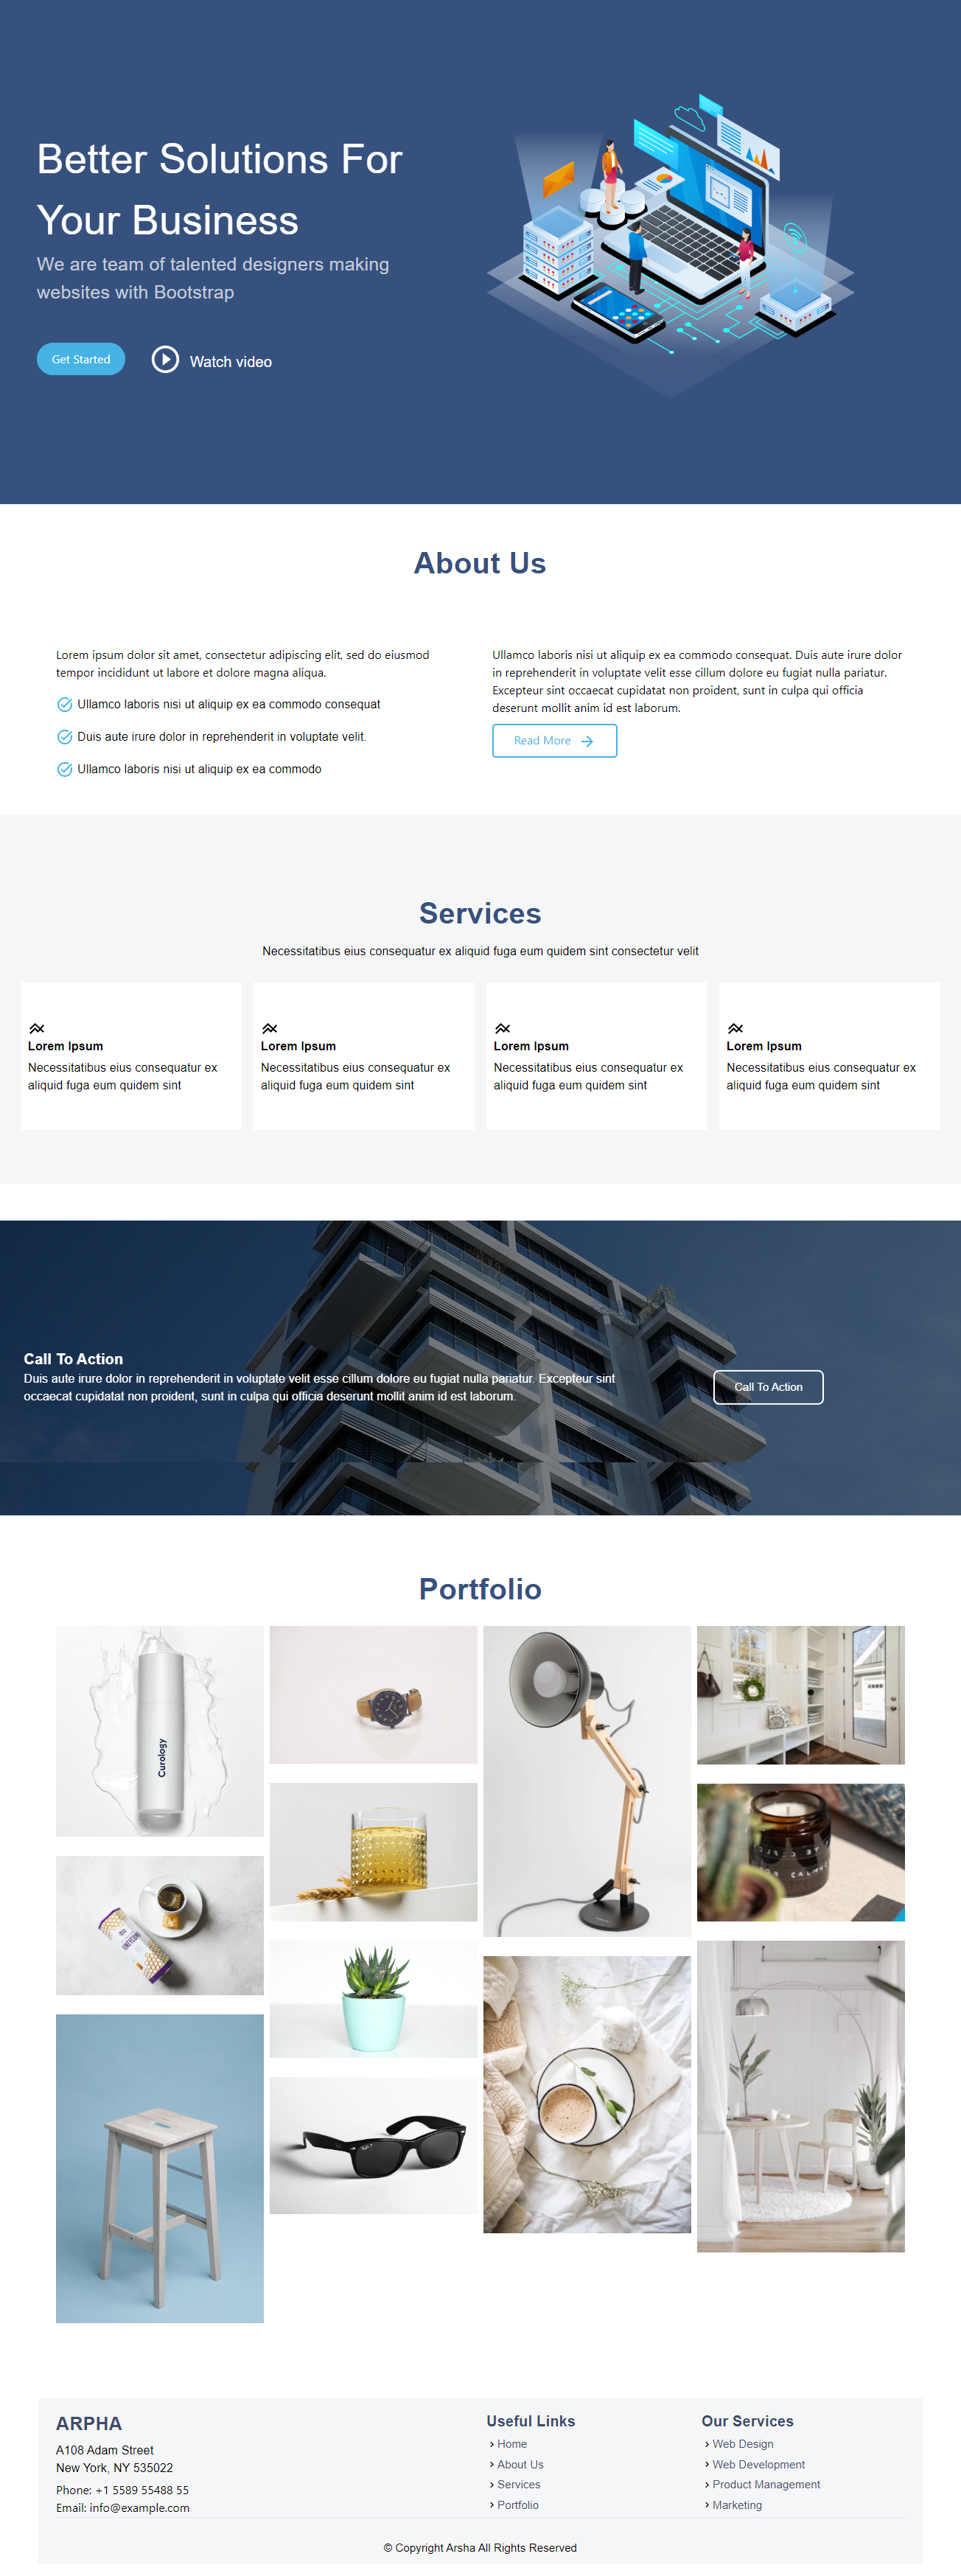 Better Solutions For
Your Business
We are team of talented designers making
websites with Bootstrap
Get Started
Watch video
About Us
Lorem ipsum dolor sit amet, consectetur adipiscing elit, sed do eiusmod
tempor incididunt ut labore et dolore magna aliqua.
Ullamco laboris nisi ut aliquip ex ea commodo consequat
Duis aute irure dolor in reprehenderit in voluptate velit.
Ullamco laboris nisi ut aliquip ex ea commodo
Ullamco laboris nisi ut aliquip ex ea commodo consequat. Duis aute irure dolor
in reprehenderit in voluptate velit esse cillum dolore eu fugiat nulla pariatur.
Excepteur sint occaecat cupidatat non proident, sunt in culpa qui officia
deserunt mollit anim id est laborum.
Read More
Services
Necessitatibus eius consequatur ex aliquid fuga eum quidem sint consectetur velit
Lorem Ipsum
Necessitatibus eius consequatur ex
aliquid fuga eum quidem sint
Lorem Ipsum
Necessitatibus eius consequatur ex
aliquid fuga eum quidem sint
Lorem Ipsum
Necessitatibus eius consequatur ex
aliquid fuga eum quidem sint
Lorem Ipsum
Necessitatibus eius consequatur ex
aliquid fuga eum quidem sint
Call To Action
Duis aute irure dolor in reprehenderit in voluptate velit esse cillum dolore eu fugiat nulla pariatur. Excepteur sint
occaecat cupidatat non proident, sunt in culpa qui officia deserunt mollit anim id est laborum.
Call To Action
Portfolio
Curology
ARPHA
A108 Adam Street
New York, NY 535022
Phone: +1 5589 55488 55
Email: info@example.com
Useful Links
Home
About Us
Services
Portfolio
Our Services
Web Design
Web Development
Product Management
Marketing
© Copyright Arsha All Rights Reserved